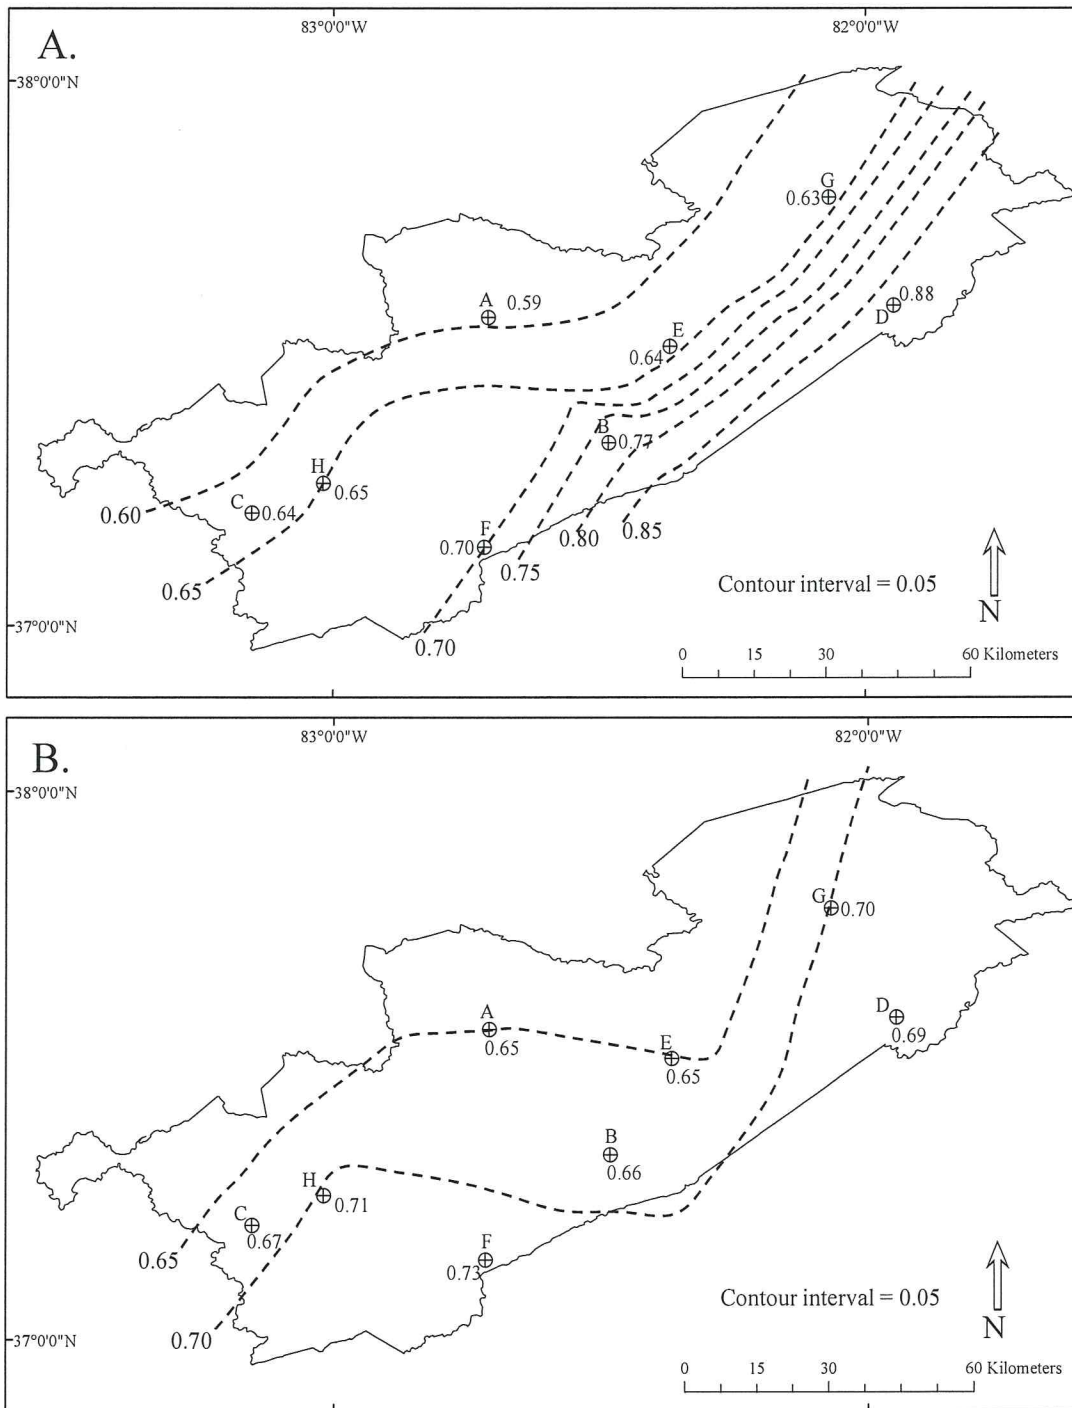 83°0'0"W 82°0'0"W
A.
38°0'0"N
G
0.63
A 0.59
0.88
D
E
0.64
B
0.77
H
0.65
C
0.64
0.60
F
0.70
0.80 0.85
0.75
0.65
Contour interval = 0.05
N
37°0'0"N
0.70
0 15 30 60 Kilometers
83°0'0"W 82°0'0"W
B.
38°0'0"N
G
0.70
A
0.65
D
0.69
E
0.65
B
0.66
H
0.71
C
0.67
F
0.73
0.65
Contour interval = 0.05
N
0.70
37°0'0"N
0 15 30 60 Kilometers